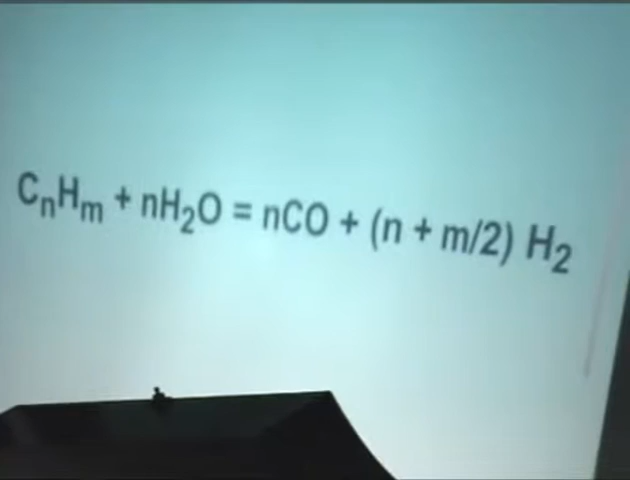 CnHm + nH2O = nCO + (n + m/2) H2